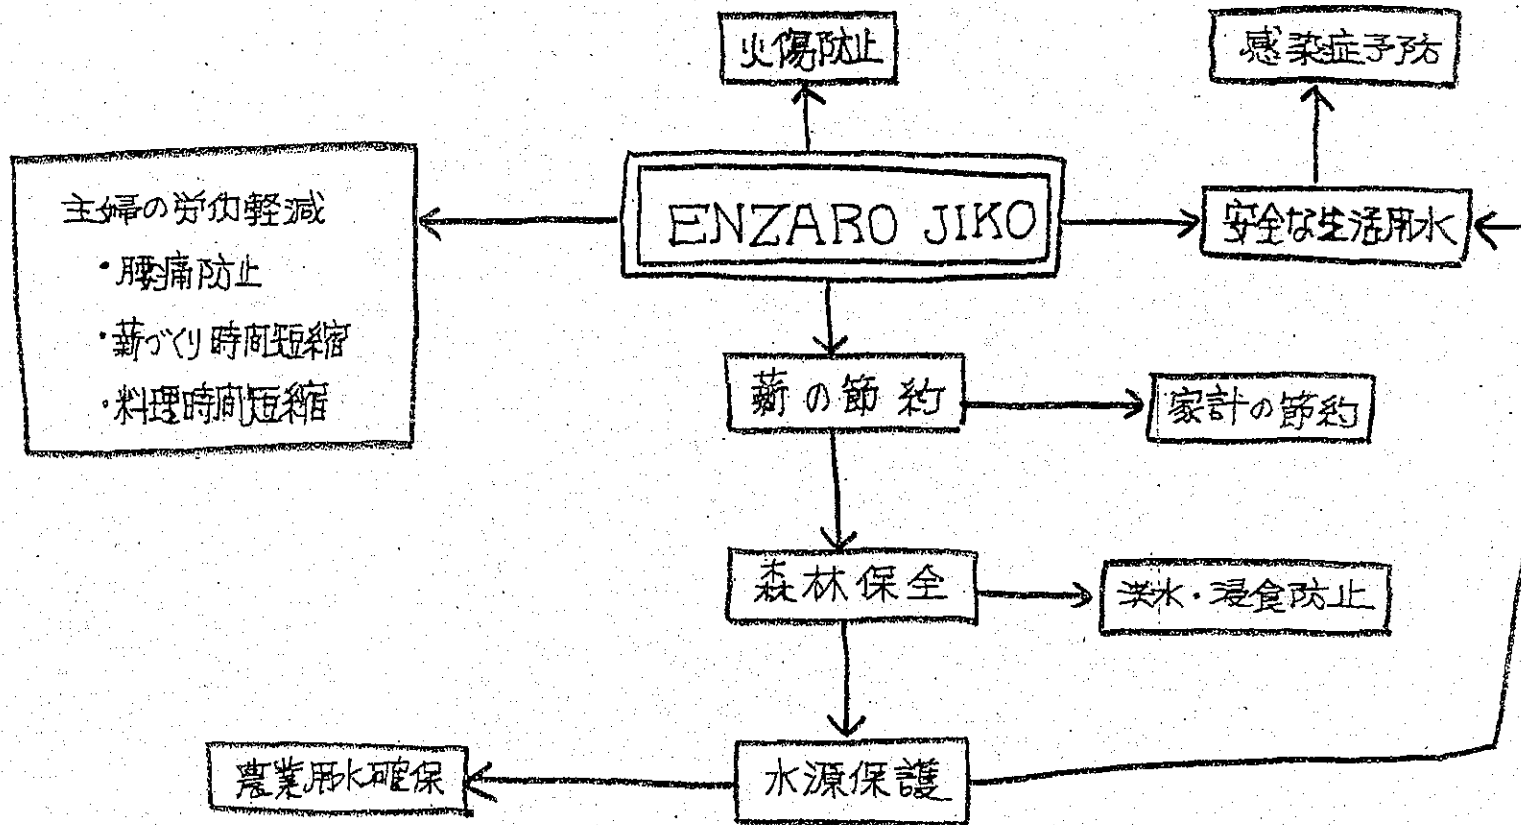 火傷防止
感染症予防
主婦の労働軽減
・腰痛防止
・薪づくり時間短縮
・料理時間短縮
ENZARO JIKO
安全な生活用水
薪の節約
家計の節約
森林保全
洪水・浸食防止
農業用水確保
水源保護